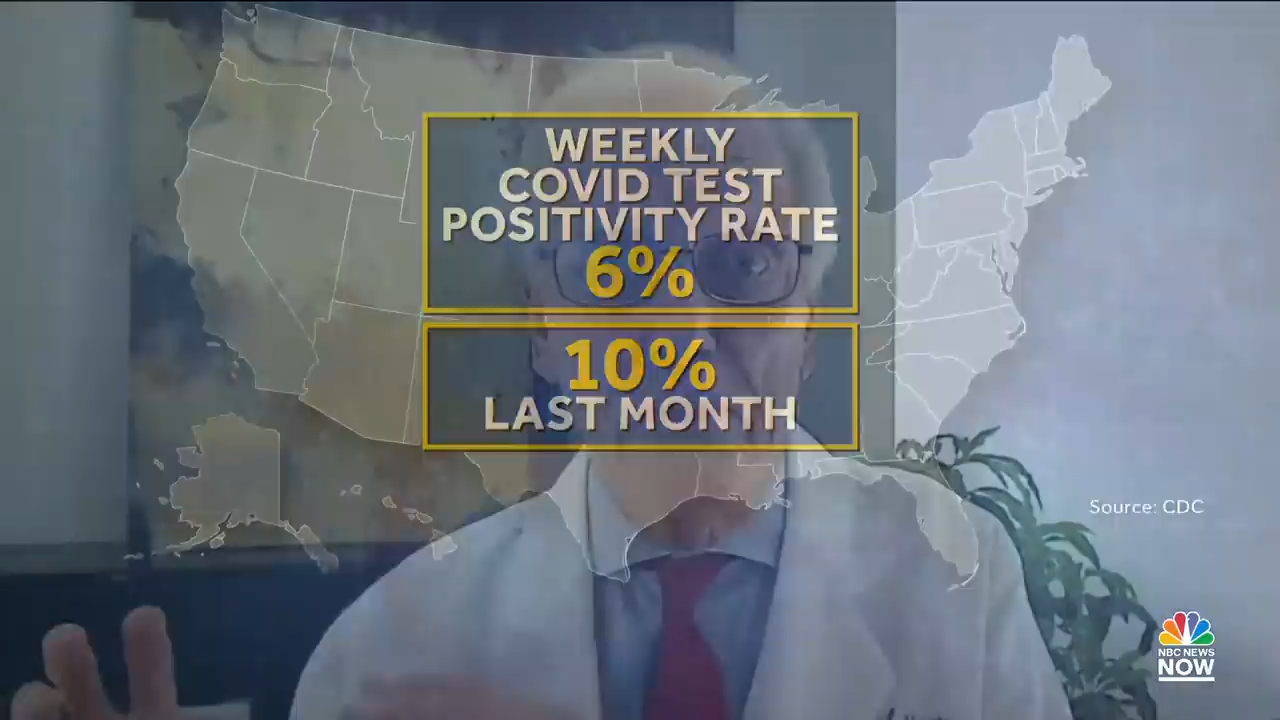 WEEKLY
COVID TEST
POSITIVITY RATE
6%
10%
LAST MONTH
Source: CDC
NBC NEWS
NOW